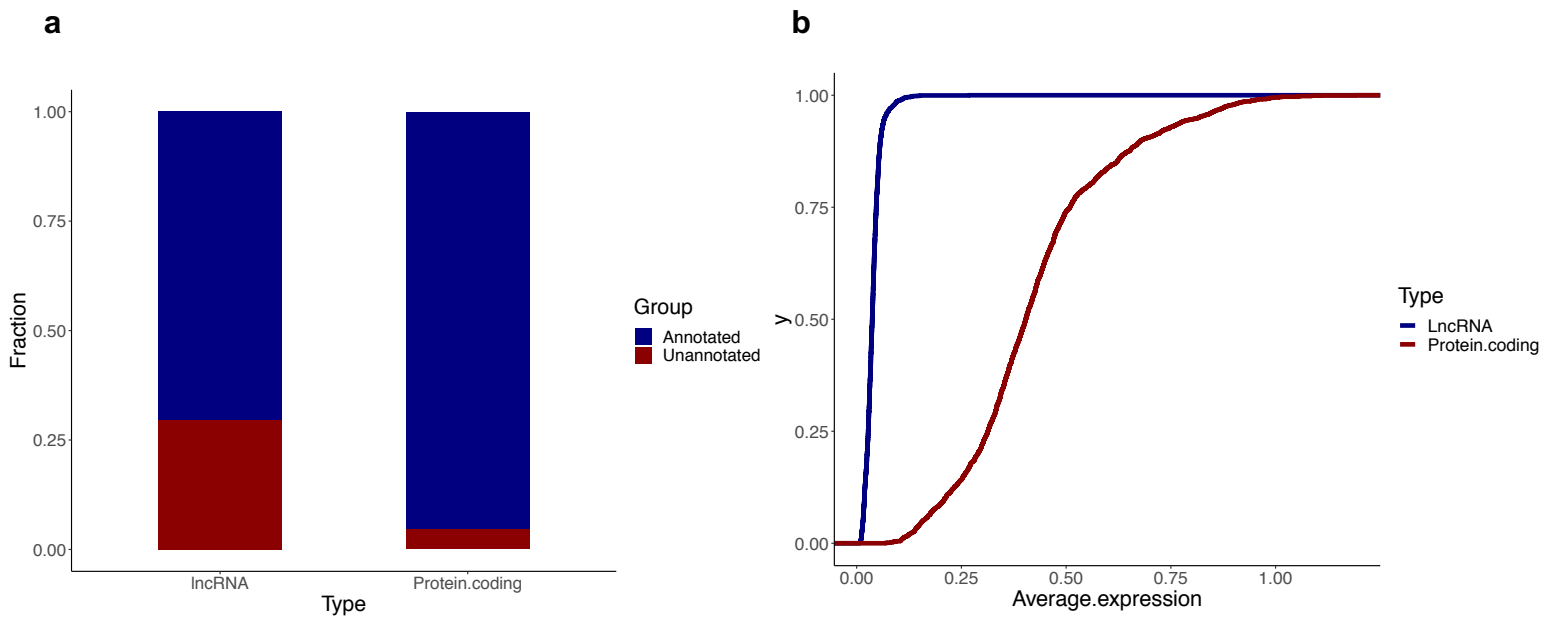 a
b
1.00
0.75
0.50
0.25
0.00
Fraction
lncRNA
Protein.coding
Type
Group
Annotated
Unannotated
1.00
0.75
0.50
0.25
0.00
y
0.00
0.25
0.50
0.75
1.00
Average.expression
Type
LncRNA
Protein.coding